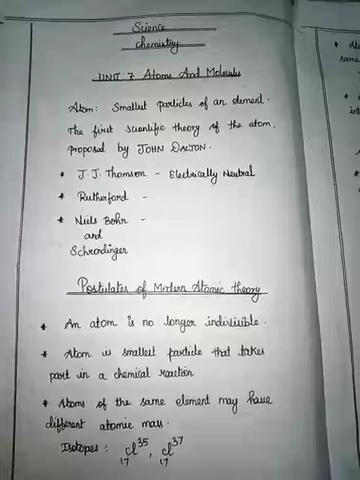 Science
chemistry
UNIT 7 Atoms And Molecules
Atom: Smallest particles of an element.
The first scientific theory of the atom,
proposed by JOHN DALTON.
* J.J. Thomson - Electrically Neutral
* Rutherford -
* Niels Bohr -
and
Schrodinger
Postulates of Modern Atomic theory
* An atom is no longer indivisible.
* Atom is smallest particle that takes
part in a chemical reaction
* Atoms of the same element may have
different atomic mass.
Isotopes: ₁₇Cl³⁵, ₁₇Cl³⁷
same